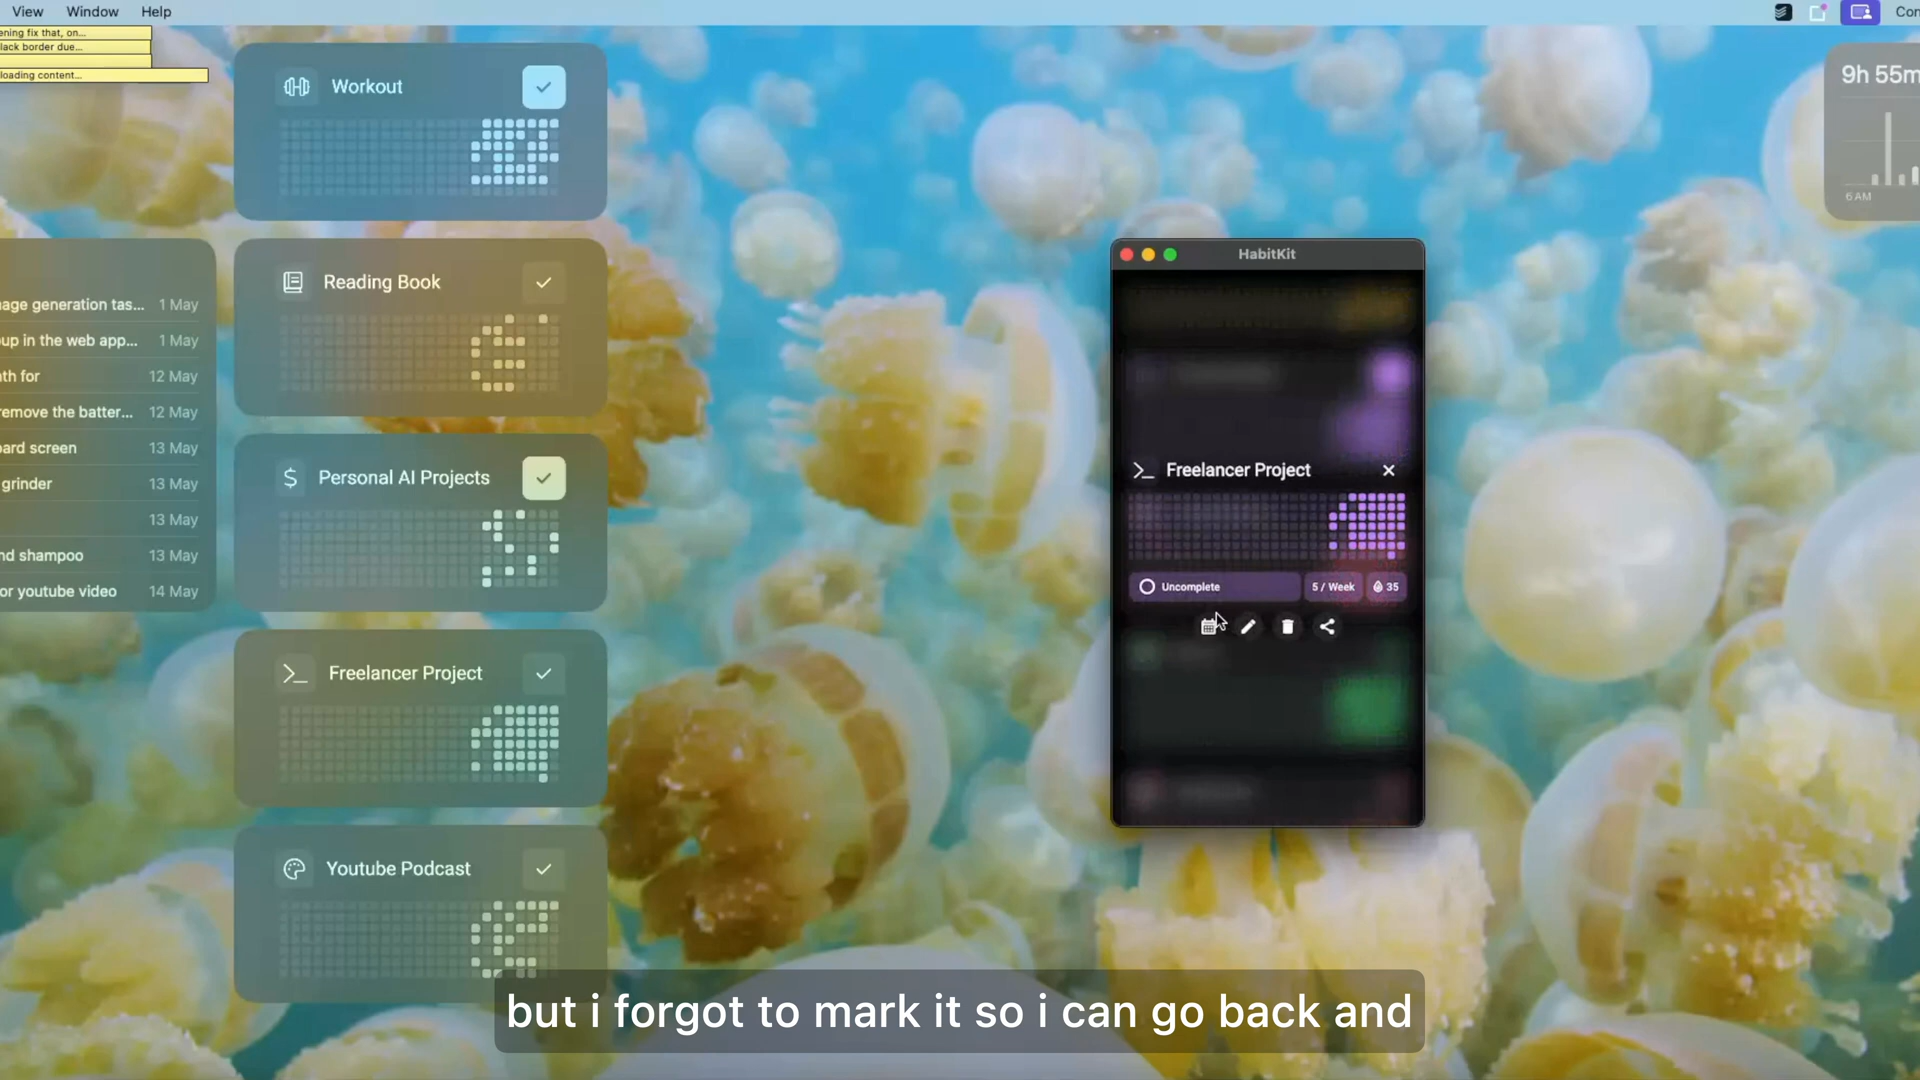 View Window Help
ening fix that, on...
lack border due...
loading content...
Workout
Reading Book
nage generation tas... 1 May
up in the web app... 1 May
th for 12 May
remove the batter... 12 May
ard screen 13 May
grinder 13 May
13 May
nd shampoo 13 May
or youtube video 14 May
Personal AI Projects
Freelancer Project
Youtube Podcast
HabitKit
Freelancer Project
Uncomplete 5 / Week 35
9h 55m
6 AM
but i forgot to mark it so i can go back and